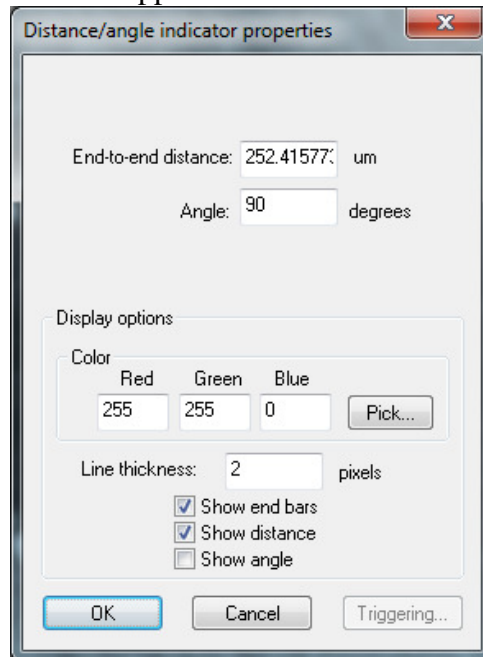 Distance/angle indicator properties
End-to-end distance: 252.41577 um
Angle: 90 degrees
Display options
Color
Red Green Blue
255 255 0 Pick...
Line thickness: 2 pixels
Show end bars
Show distance
Show angle
OK Cancel Triggering...